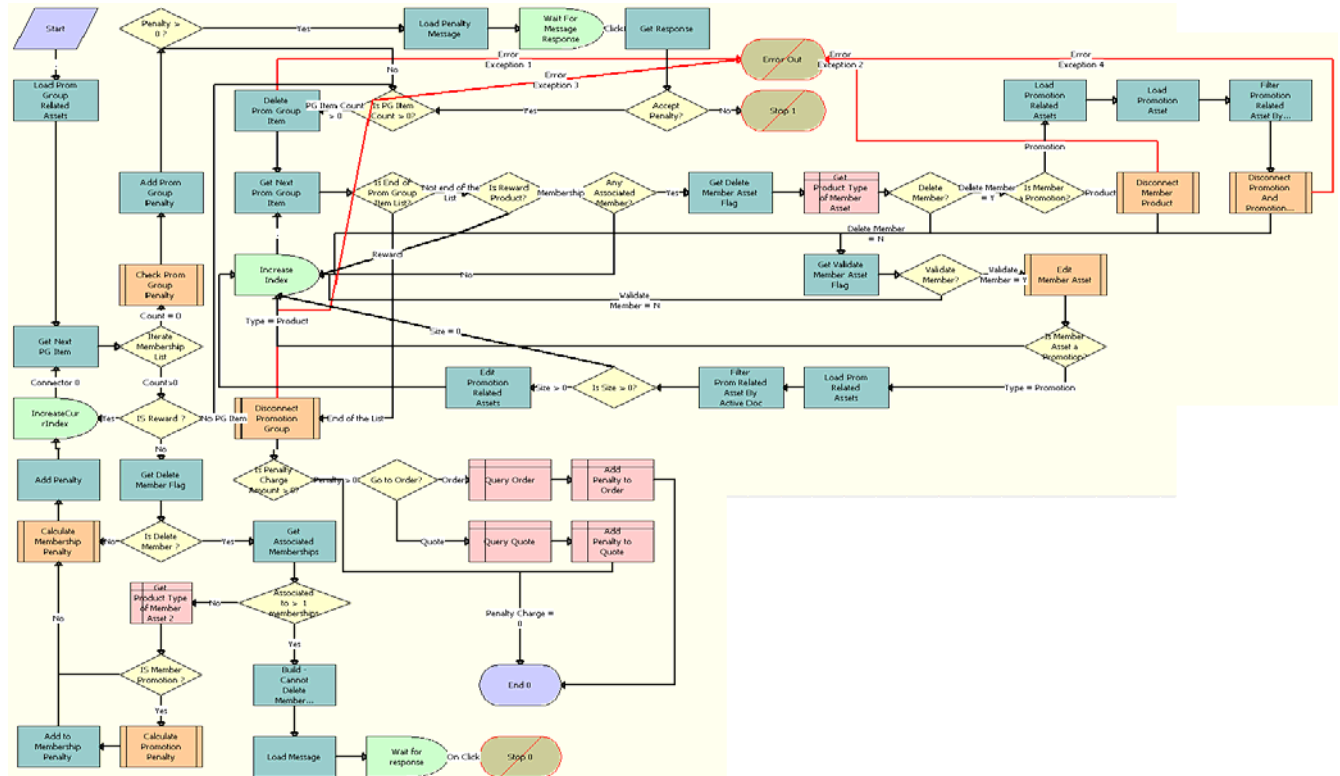 Start
Penalty >
0 ?
Yes
Load Penalty
Message
Wait For
Message
Response
Click
Get Response
Error Out
Error
Exception 1
Error
Exception 2
Error
Exception 3
Error
Exception 4
No
Load Prom
Group
Related
Assets
Delete
Prom Group
Item
PG Item Count
> 0
Is PG Item
Count > 0?
Yes
Accept
Penalty?
No
Stop 1
Load
Promotion
Related
Assets
Load
Promotion
Asset
Filter
Promotion
Related
Asset By...
Promotion
Add Prom
Group
Penalty
Get Next
Prom Group
Item
Is End of
Prom Group
Item List?
Not end of the
List
Is Reward
Product?
Membership
Any
Associated
Member?
Yes
Get Delete
Member Asset
Flag
Get
Product Type
of Member
Asset
Delete
Member?
Delete Member
= Y
Is Member
Promotion?
Product
Disconnect
Member
Product
Disconnect
Promotion
And
Promotion...
Delete Member
= N
Reward
No
Increase
Index
Check Prom
Group
Penalty
Get Validate
Member Asset
Flag
Validate
Member?
Validate
Member = Y
Edit
Member Asset
Validate
Member = N
Count = 0
Type = Product
Size = 0
Get Next
PG Item
Iterate
Membership
List
Is Member
Asset a
Promotion?
Connector 0
Count>0
Edit
Promotion
Related
Assets
Size > 0
Is Size > 0?
Filter
Prom Related
Asset By
Active Doc
Load Prom
Related
Assets
Type = Promotion
IncreaseCur
rIndex
Yes
IS Reward ?
No PG Item
Disconnect
Promotion
Group
End of the List
No
Add Penalty
Get Delete
Member Flag
Is Penalty
Charge
Amount > 0?
Penalty > 0
Go to Order?
Order
Query Order
Add
Penalty to
Order
Calculate
Membership
Penalty
No
Is Delete
Member ?
Yes
Get
Associated
Memberships
Quote
Query Quote
Add
Penalty to
Quote
Get
Product Type
of Member
Asset 2
No
Associated
to > 1
memberships
Penalty Charge =
0
No
Yes
IS Member
Promotion ?
Build -
Cannot
Delete
Member...
End 0
Yes
Add to
Membership
Penalty
Calculate
Promotion
Penalty
Load Message
Wait for
response
On Click
Stop 0